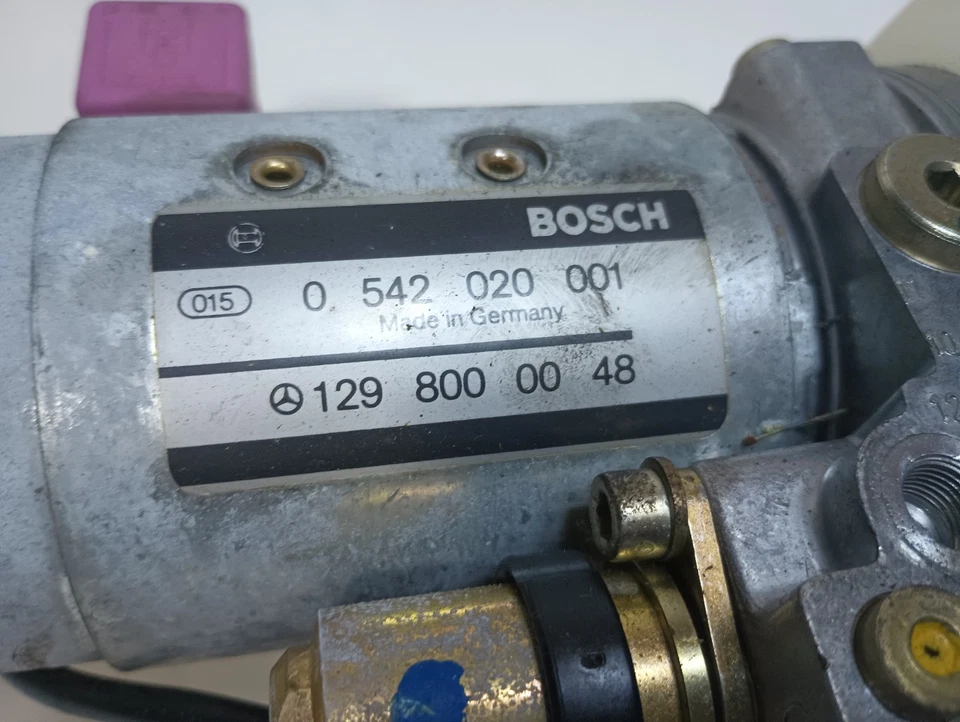 BOSCH
015 0 542 020 001
Made in Germany
129 800 00 48